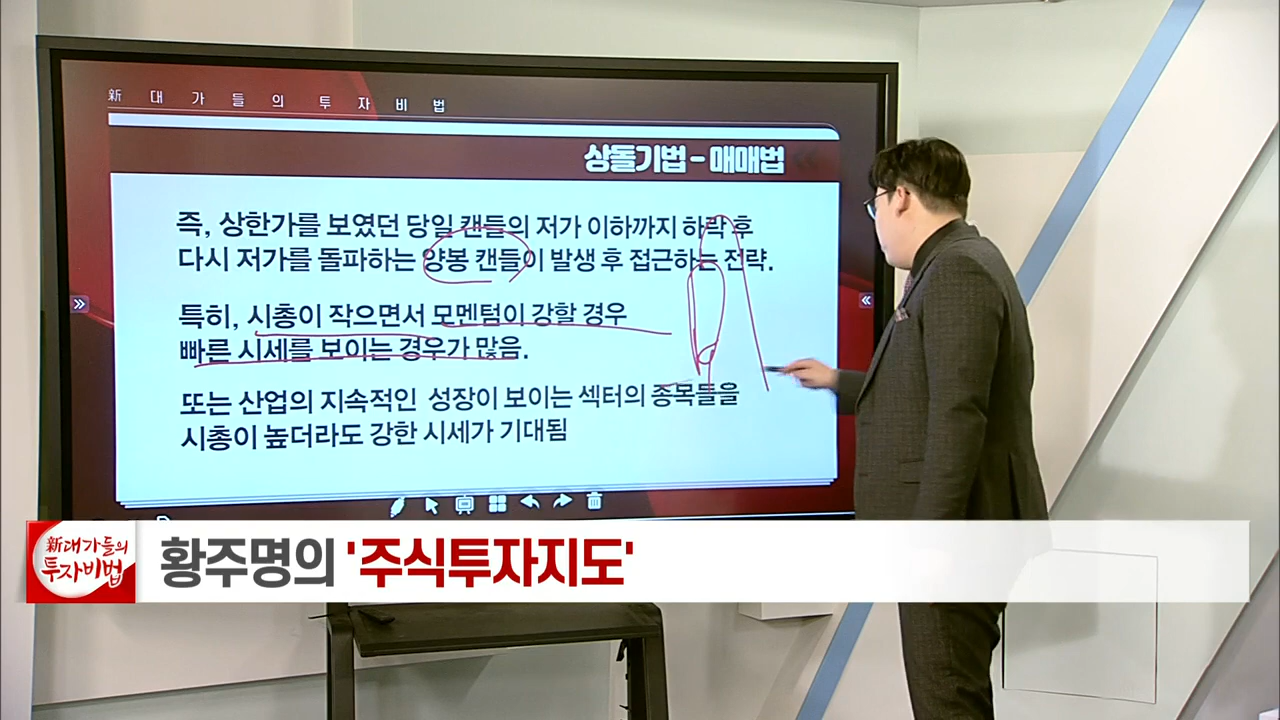 新 대 가 들 의 투 자 비 법
상돌기법 - 매매법
즉, 상한가를 보였던 당일 캔들의 저가 이하까지 하락 후
다시 저가를 돌파하는 양봉 캔들이 발생 후 접근하는 전략.
특히, 시총이 작으면서 모멘텀이 강할 경우
빠른 시세를 보이는 경우가 많음.
또는 산업의 지속적인 성장이 보이는 섹터의 종목들을
시총이 높더라도 강한 시세가 기대됨
新대가들의
투자비법
황주명의 '주식투자지도'